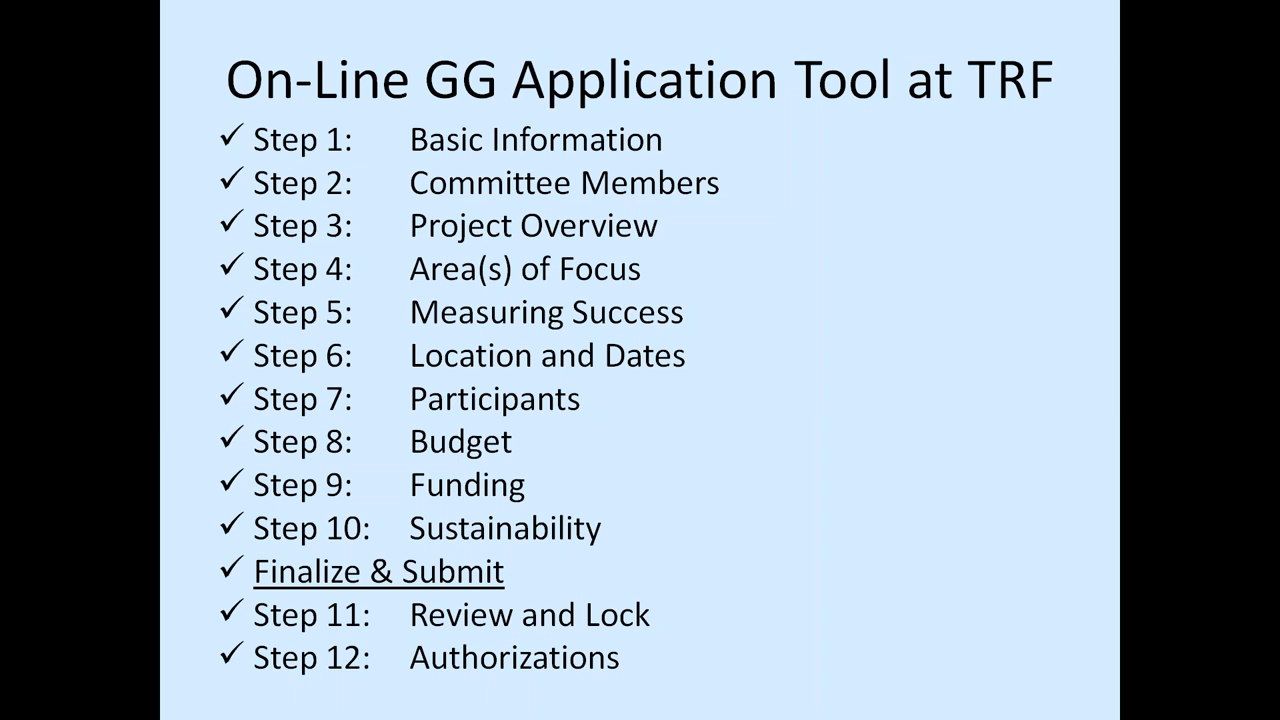 On-Line GG Application Tool at TRF
✓ Step 1: Basic Information
✓ Step 2: Committee Members
✓ Step 3: Project Overview
✓ Step 4: Area(s) of Focus
✓ Step 5: Measuring Success
✓ Step 6: Location and Dates
✓ Step 7: Participants
✓ Step 8: Budget
✓ Step 9: Funding
✓ Step 10: Sustainability
✓ Finalize & Submit
✓ Step 11: Review and Lock
✓ Step 12: Authorizations